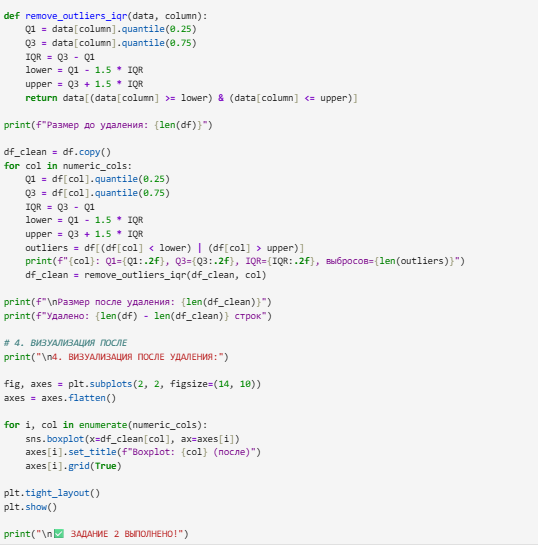 def remove_outliers_iqr(data, column):
    Q1 = data[column].quantile(0.25)
    Q3 = data[column].quantile(0.75)
    IQR = Q3 - Q1
    lower = Q1 - 1.5 * IQR
    upper = Q3 + 1.5 * IQR
    return data[(data[column] >= lower) & (data[column] <= upper)]

print(f"Размер до удаления: {len(df)}")

df_clean = df.copy()
for col in numeric_cols:
    Q1 = df[col].quantile(0.25)
    Q3 = df[col].quantile(0.75)
    IQR = Q3 - Q1
    lower = Q1 - 1.5 * IQR
    upper = Q3 + 1.5 * IQR
    outliers = df[(df[col] < lower) | (df[col] > upper)]
    print(f"{col}: Q1={Q1:.2f}, Q3={Q3:.2f}, IQR={IQR:.2f}, выбросов={len(outliers)}")
    df_clean = remove_outliers_iqr(df_clean, col)

print(f"\nРазмер после удаления: {len(df_clean)}")
print(f"Удалено: {len(df) - len(df_clean)} строк")

# 4. ВИЗУАЛИЗАЦИЯ ПОСЛЕ
print("\n4. ВИЗУАЛИЗАЦИЯ ПОСЛЕ УДАЛЕНИЯ:")

fig, axes = plt.subplots(2, 2, figsize=(14, 10))
axes = axes.flatten()

for i, col in enumerate(numeric_cols):
    sns.boxplot(x=df_clean[col], ax=axes[i])
    axes[i].set_title(f"Boxplot: {col} (после)")
    axes[i].grid(True)

plt.tight_layout()
plt.show()

print("\n✅ ЗАДАНИЕ 2 ВЫПОЛНЕНО!")